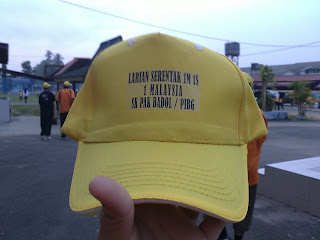 LARIAN SERENTAK 1M 1S
1 MALAYSIA
SK PAK BADOL / PIBG